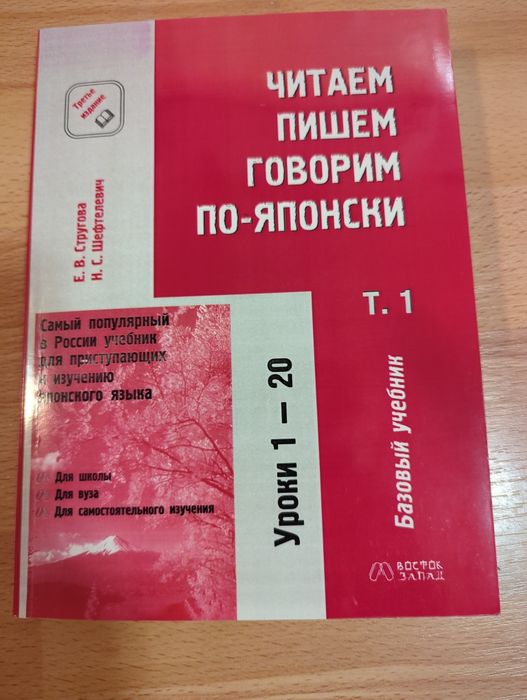 Третье
издание
ЧИТАЕМ
ПИШЕМ
ГОВОРИМ
ПО-ЯПОНСКИ
Е. В. Стругова
Н. С. Шефтелевич
Т. 1
Самый популярный
в России учебник
для приступающих
к изучению
японского языка
Для школы
Для вуза
Для самостоятельного изучения
Уроки 1 – 20
Базовый учебник
ВОСТОК
ЗАПАД